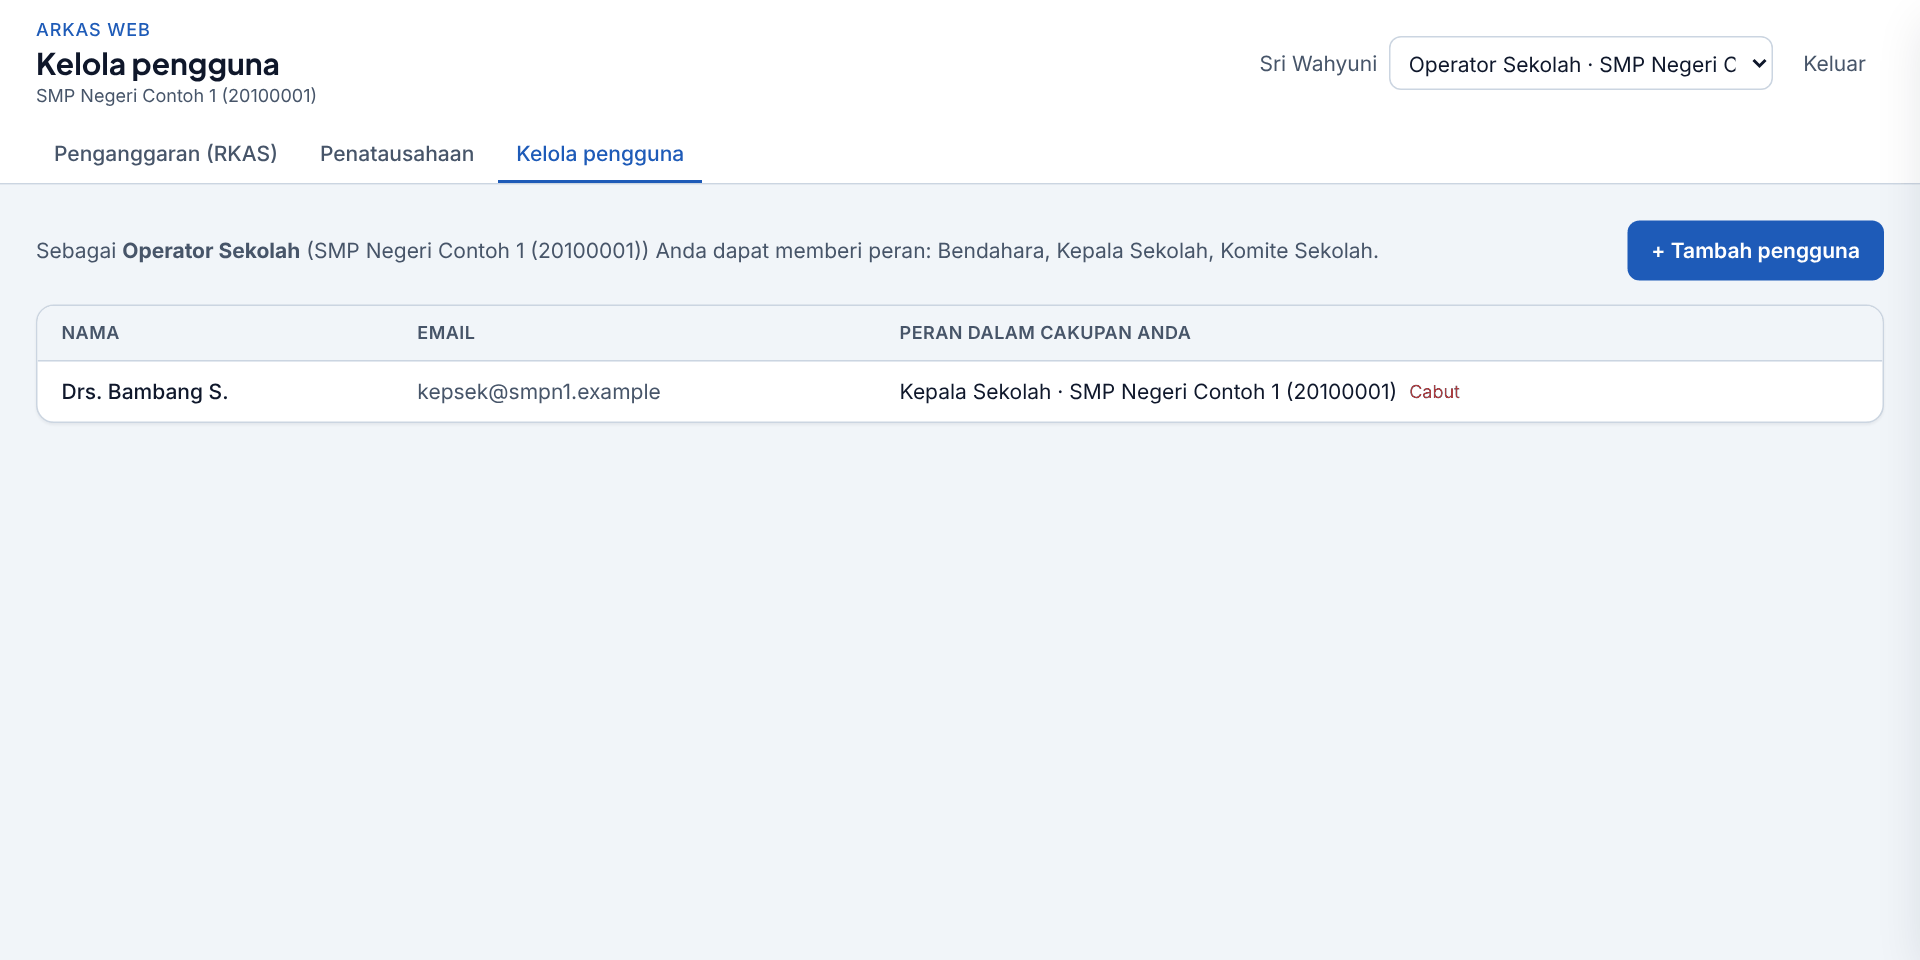 ARKAS WEB
Kelola pengguna
SMP Negeri Contoh 1 (20100001)
Sri Wahyuni
Operator Sekolah · SMP Negeri C
Keluar
Penganggaran (RKAS)
Penatausahaan
Kelola pengguna
Sebagai Operator Sekolah (SMP Negeri Contoh 1 (20100001)) Anda dapat memberi peran: Bendahara, Kepala Sekolah, Komite Sekolah.
+ Tambah pengguna
NAMA EMAIL PERAN DALAM CAKUPAN ANDA
Drs. Bambang S. kepsek@smpn1.example Kepala Sekolah · SMP Negeri Contoh 1 (20100001) Cabut